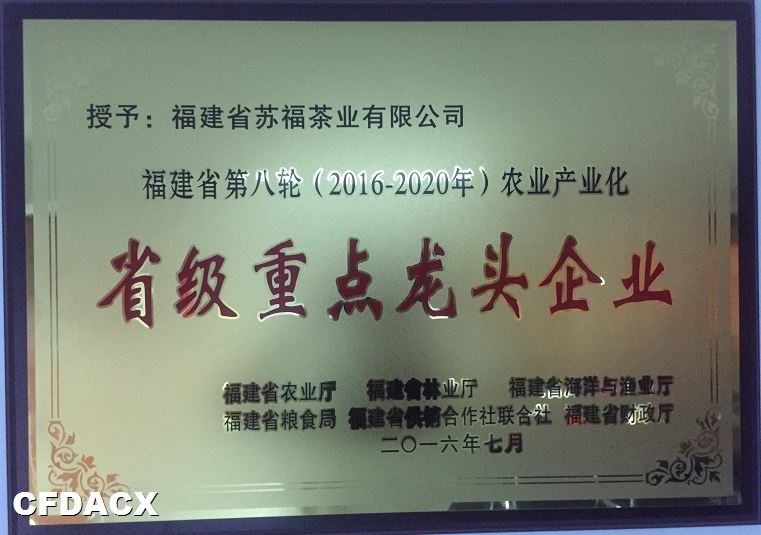 授予：福建省苏福茶业有限公司
福建省第八轮（2016-2020年）农业产业化
省级重点龙头企业
福建省农业厅 福建省林业厅 福建省海洋与渔业厅
福建省粮食局 福建省供销合作社联合社 福建省财政厅
二〇一六年七月
CFDACX